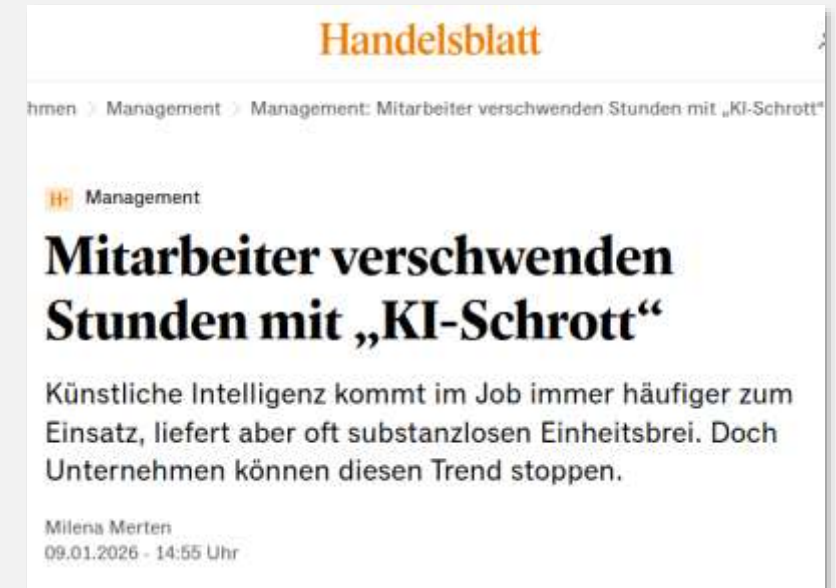 Handelsblatt
hmen > Management > Management: Mitarbeiter verschwenden Stunden mit „KI-Schrott“
H+ Management
Mitarbeiter verschwenden
Stunden mit „KI-Schrott“
Künstliche Intelligenz kommt im Job immer häufiger zum
Einsatz, liefert aber oft substanzlosen Einheitsbrei. Doch
Unternehmen können diesen Trend stoppen.
Milena Merten
09.01.2026 - 14:55 Uhr